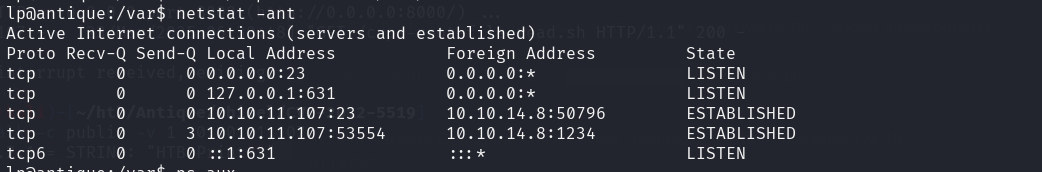 lp@antique:/var$ netstat -ant
Active Internet connections (servers and established)
Proto Recv-Q Send-Q Local Address           Foreign Address         State
tcp        0      0 0.0.0.0:23              0.0.0.0:*               LISTEN
tcp        0      0 127.0.0.1:631           0.0.0.0:*               LISTEN
tcp        0      0 10.10.11.107:23         10.10.14.8:50796        ESTABLISHED
tcp        0      3 10.10.11.107:53554      10.10.14.8:1234         ESTABLISHED
tcp6       0      0 ::1:631                 :::*                    LISTEN
lp@antique:/var$ ps aux